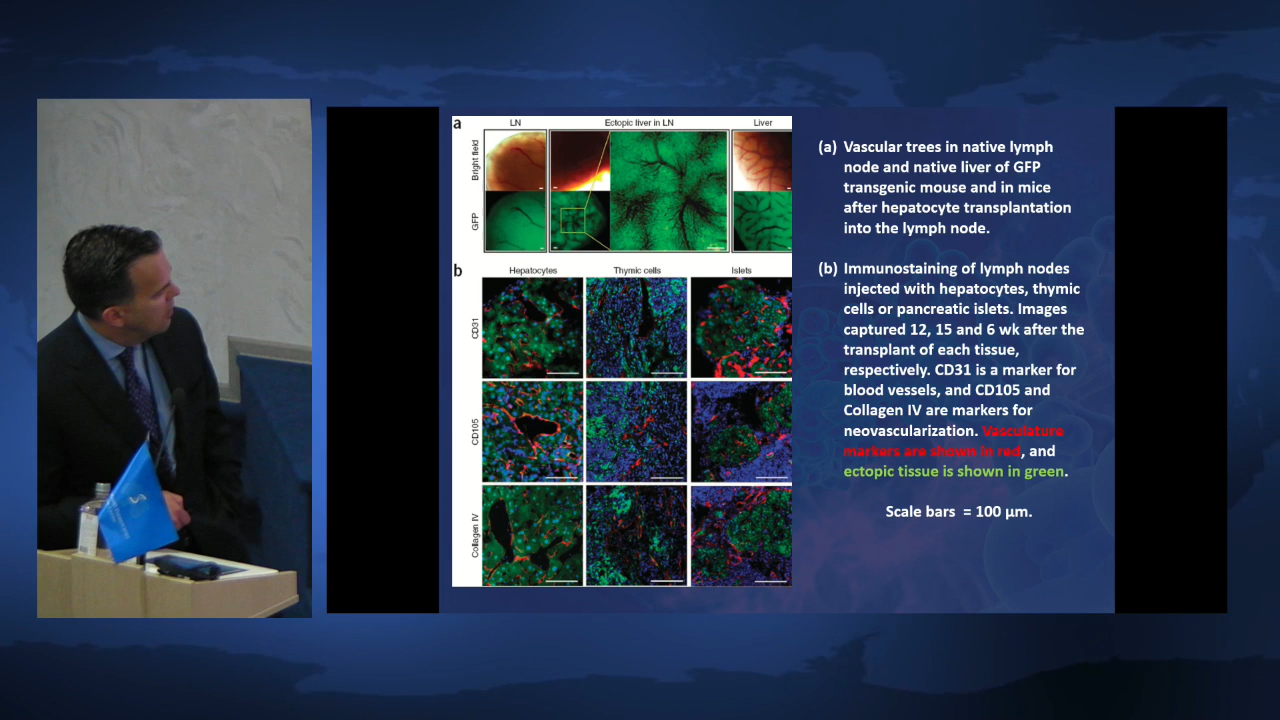 a
LN
Ectopic liver in LN
Liver
Bright field
GFP
b
Hepatocytes
Thymic cells
Islets
CD31
CD105
Collagen IV
(a) Vascular trees in native lymph
node and native liver of GFP
transgenic mouse and in mice
after hepatocyte transplantation
into the lymph node.
(b) Immunostaining of lymph nodes
injected with hepatocytes, thymic
cells or pancreatic islets. Images
captured 12, 15 and 6 wk after the
transplant of each tissue,
respectively. CD31 is a marker for
blood vessels, and CD105 and
Collagen IV are markers for
neovascularization. Vasculature
markers are shown in red, and
ectopic tissue is shown in green.
Scale bars = 100 µm.